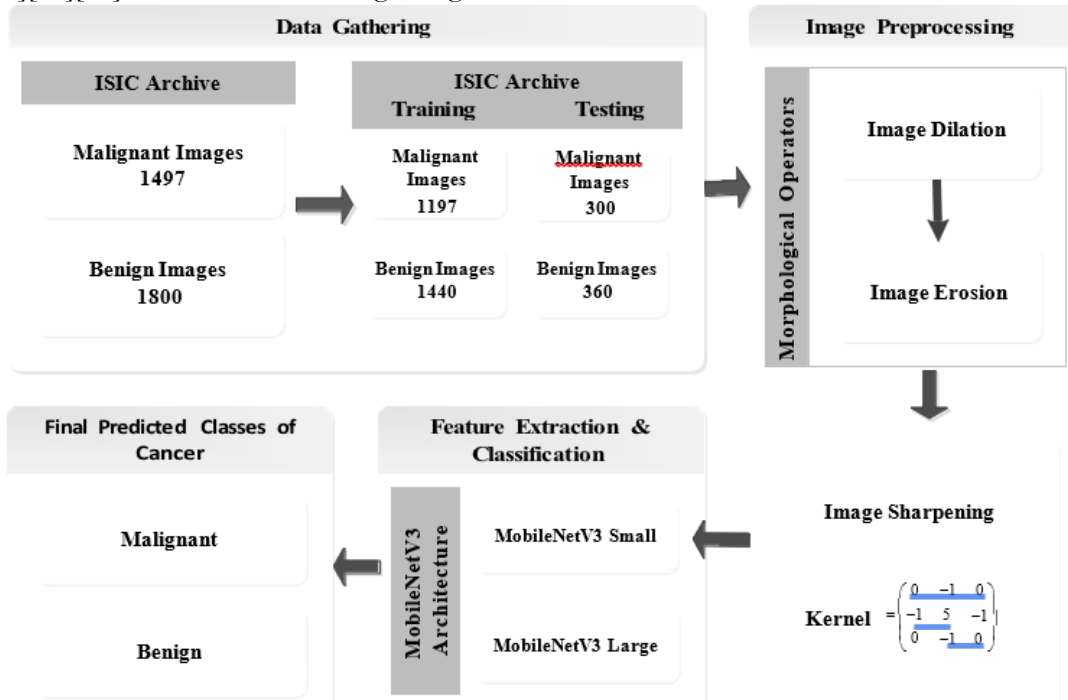 Data Gathering
ISIC Archive
Malignant Images
1497
Benign Images
1800
ISIC Archive
Training Testing
Malignant
Images
1197
Malignant
Images
300
Benign Images
1440
Benign Images
360
Image Preprocessing
Morphological Operators
Image Dilation
Image Erosion
Image Sharpening
Kernel =
0 -1 0
-1 5 -1
0 -1 0
Feature Extraction &
Classification
MobileNetV3
Architecture
MobileNetV3 Small
MobileNetV3 Large
Final Predicted Classes of
Cancer
Malignant
Benign